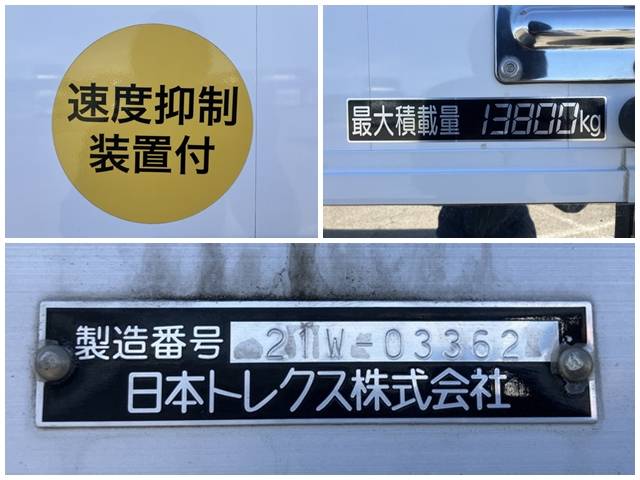 速度抑制
装置付
最大積載量 13800kg
製造番号 21W-03362
日本トレクス株式会社